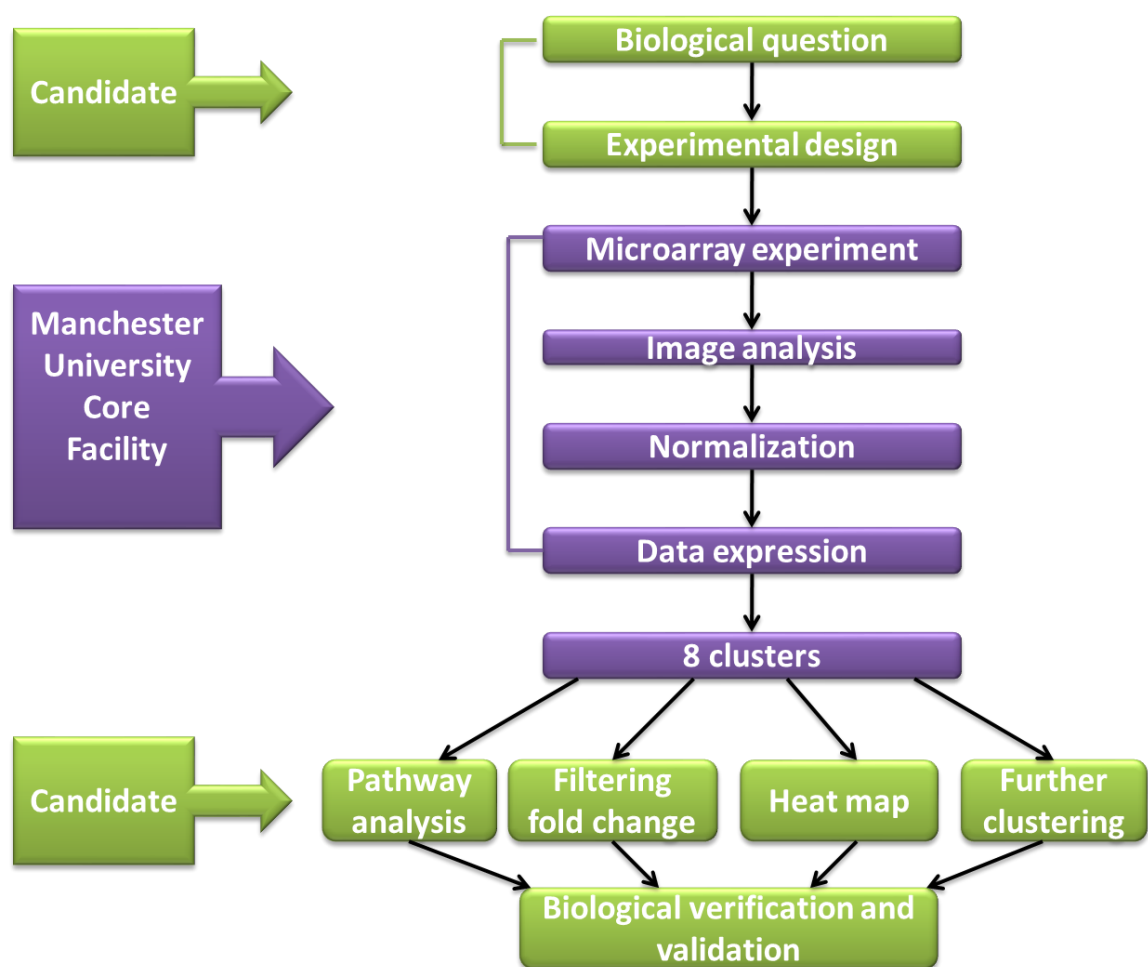 Biological question
Candidate
Experimental design
Microarray experiment
Manchester
University
Core
Facility
Image analysis
Normalization
Data expression
8 clusters
Candidate
Pathway
analysis
Filtering
fold change
Heat map
Further
clustering
Biological verification and
validation